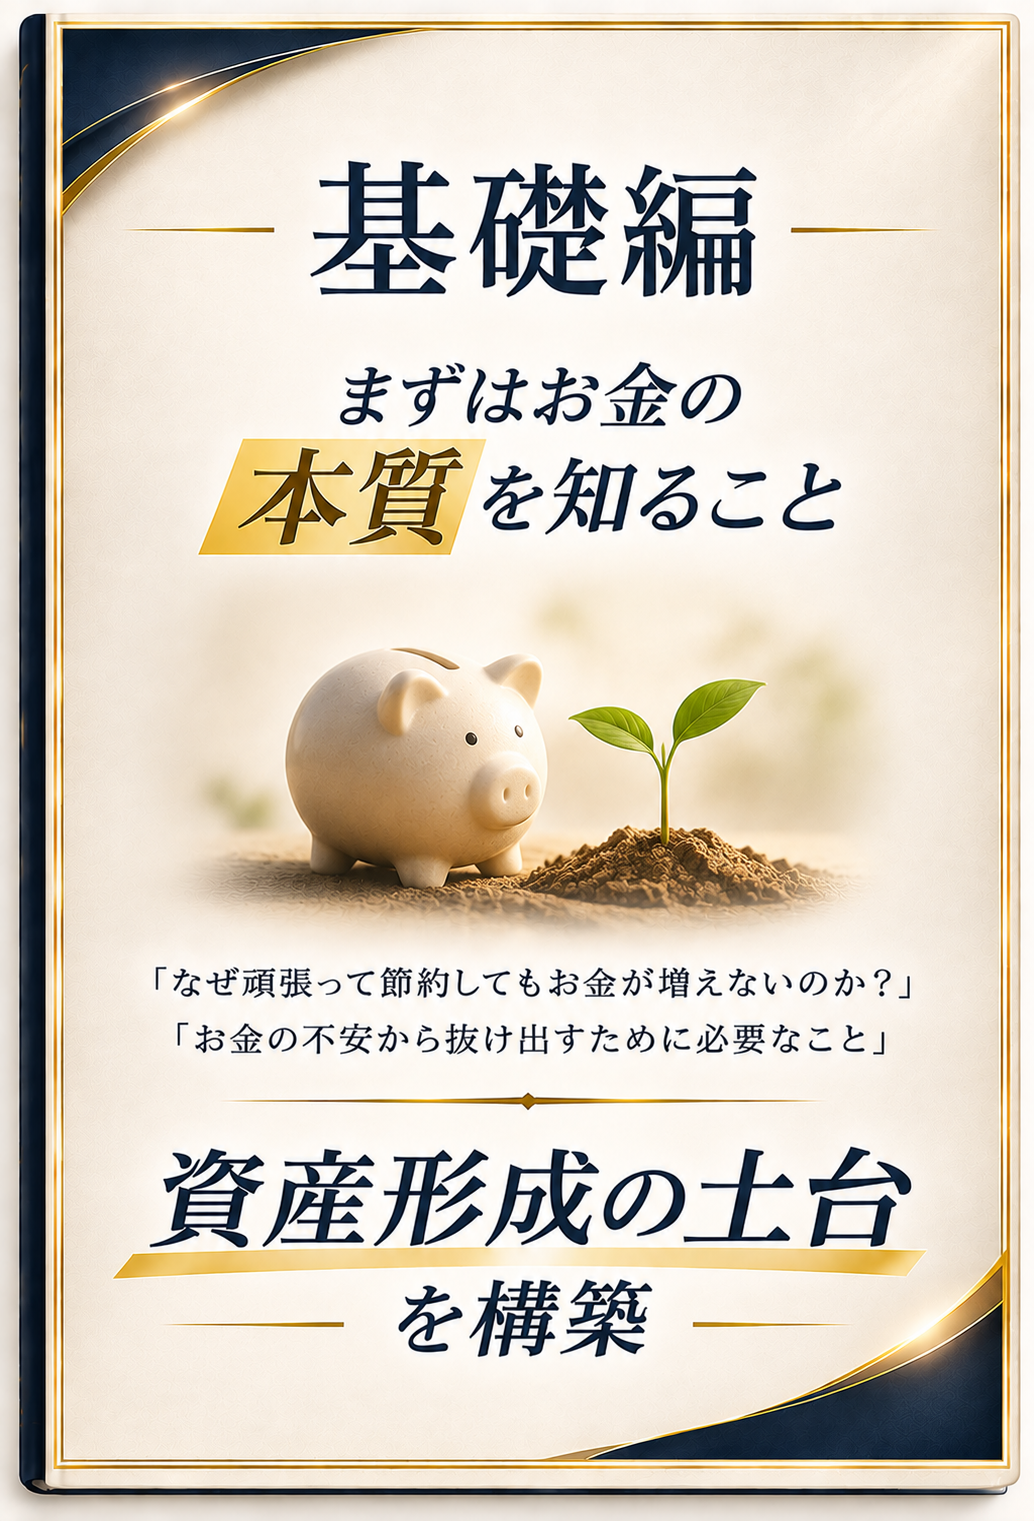 基礎編
まずはお金の
本質を知ること
「なぜ頑張って節約してもお金が増えないのか？」
「お金の不安から抜け出すために必要なこと」
資産形成の土台
を構築